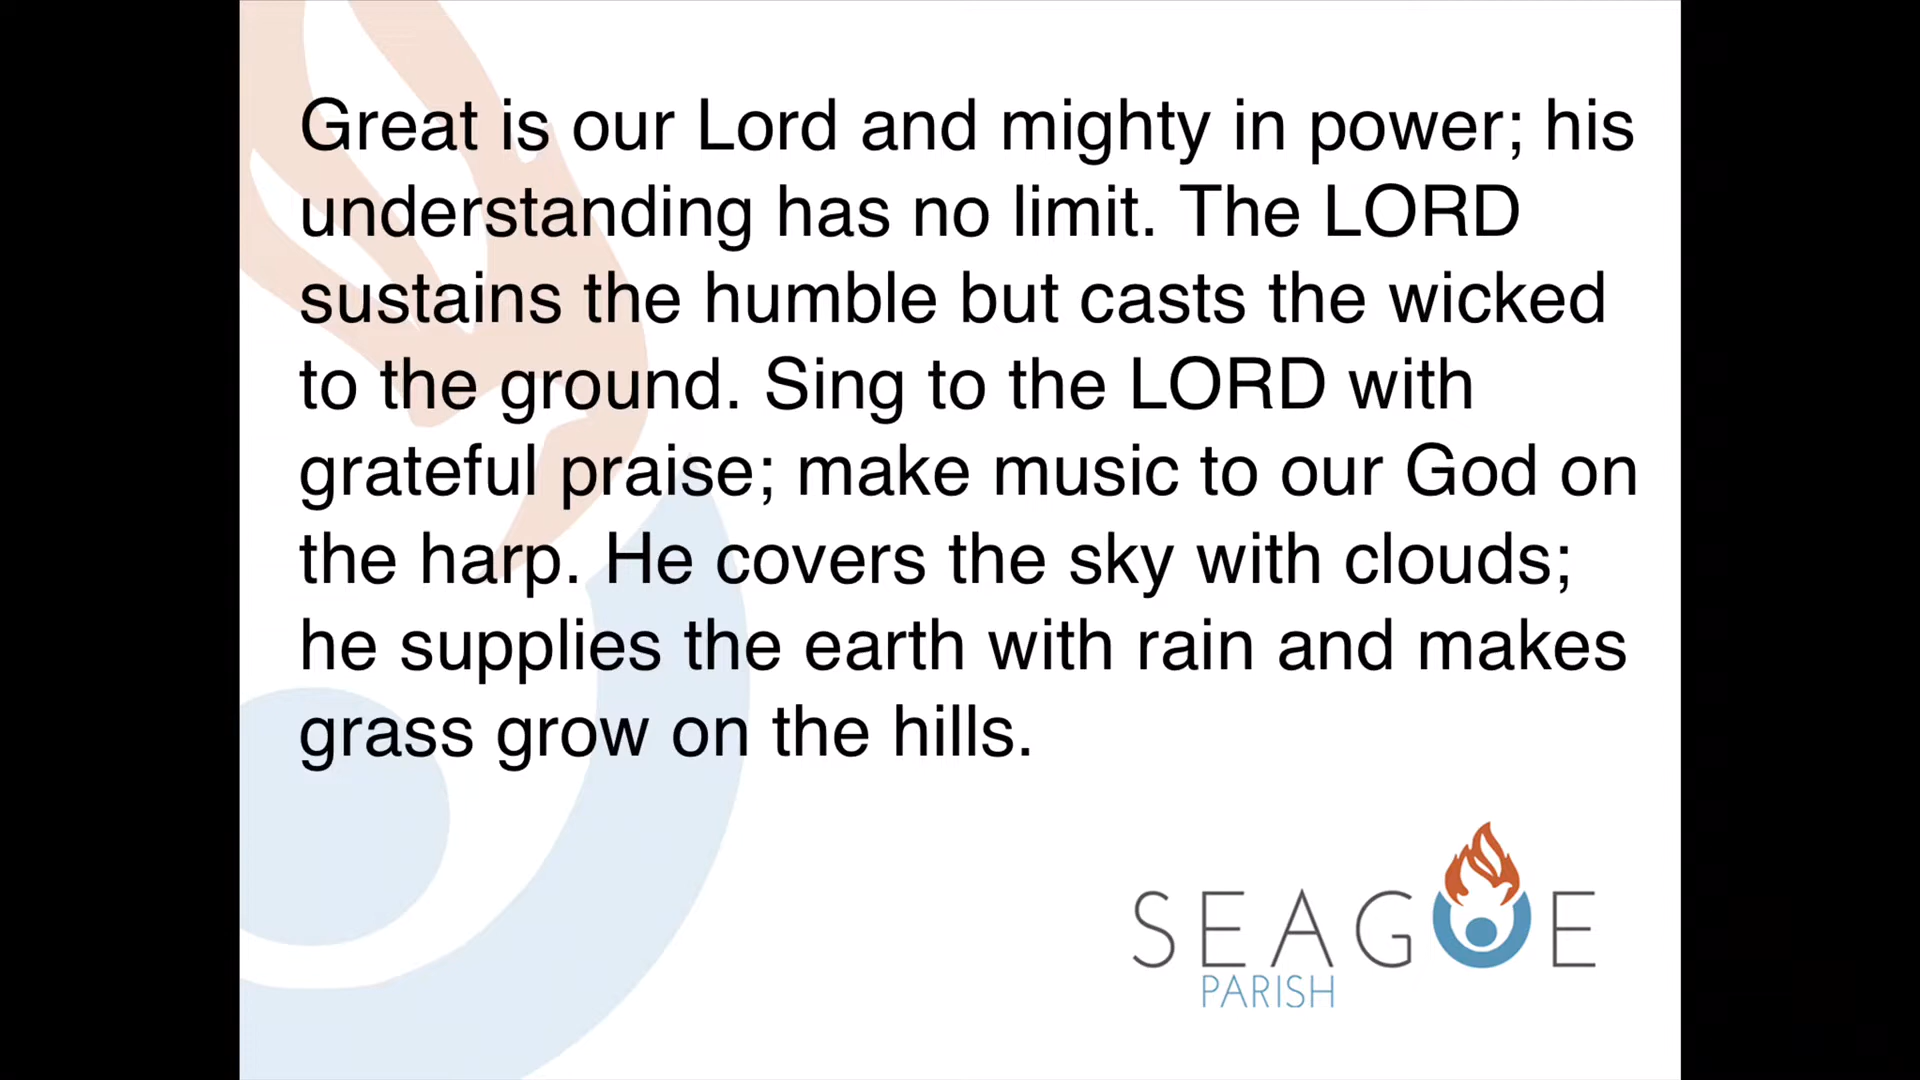 Great is our Lord and mighty in power; his
understanding has no limit. The LORD
sustains the humble but casts the wicked
to the ground. Sing to the LORD with
grateful praise; make music to our God on
the harp. He covers the sky with clouds;
he supplies the earth with rain and makes
grass grow on the hills.
SEAGOE
PARISH